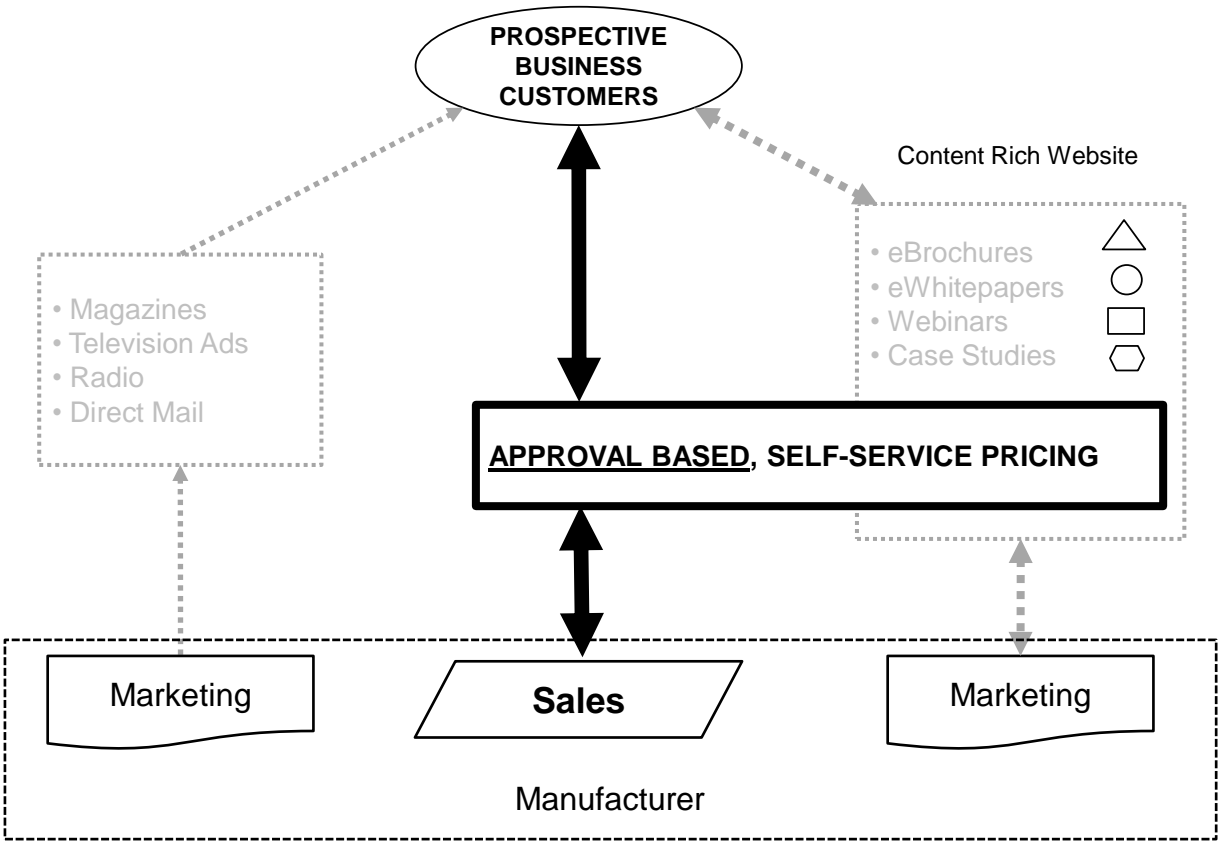 PROSPECTIVE
BUSINESS
CUSTOMERS
Content Rich Website
• Magazines
• Television Ads
• Radio
• Direct Mail
• eBrochures
• eWhitepapers
• Webinars
• Case Studies
APPROVAL BASED, SELF-SERVICE PRICING
Marketing
Sales
Marketing
Manufacturer